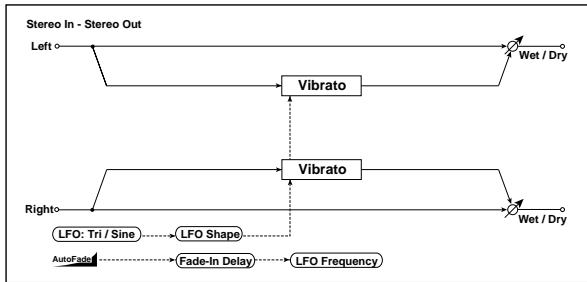 Stereo In - Stereo Out
Left
Wet / Dry
Vibrato
Vibrato
Right
Wet / Dry
LFO: Tri / Sine
LFO Shape
AutoFade
Fade-In Delay
LFO Frequency